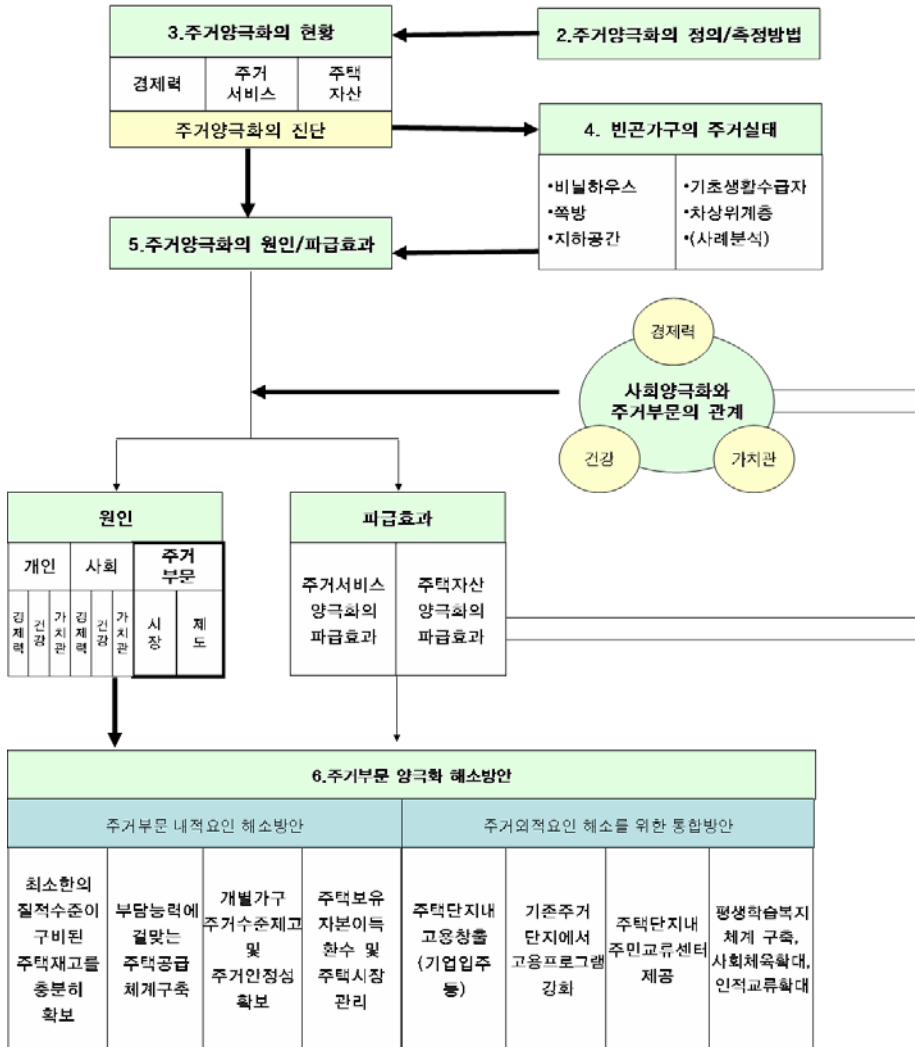 3.주거양극화의 현황
2.주거양극화의 정의/측정방법
경제력
주거
서비스
주택
자산
주거양극화의 진단
4. 빈곤가구의 주거실태
•비닐하우스
•쪽방
•지하공간
•기초생활수급자
•차상위계층
•(사례분석)
5.주거양극화의 원인/파급효과
경제력
사회양극화와
주거부문의 관계
건강
가치관
원인
파급효과
개인
사회
주거
부문
경제력
건강
가치관
경제력
건강
가치관
시장
제도
주거서비스
양극화의
파급효과
주택자산
양극화의
파급효과
6.주거부문 양극화 해소방안
주거부문 내적요인 해소방안
주거외적요인 해소를 위한 통합방안
최소한의
질적수준이
구비된
주택재고를
충분히
확보
부담능력에
걸맞는
주택공급
체계구축
개별가구
주거수준제고
및
주거안정성
확보
주택보유
자본이득
환수 및
주택시장
관리
주택단지내
고용창출
(기업입주
등)
기존주거
단지에서
고용프로그램
강화
주택단지내
주민교류센터
제공
평생학습복지
체계 구축,
사회체육확대,
인적교류확대